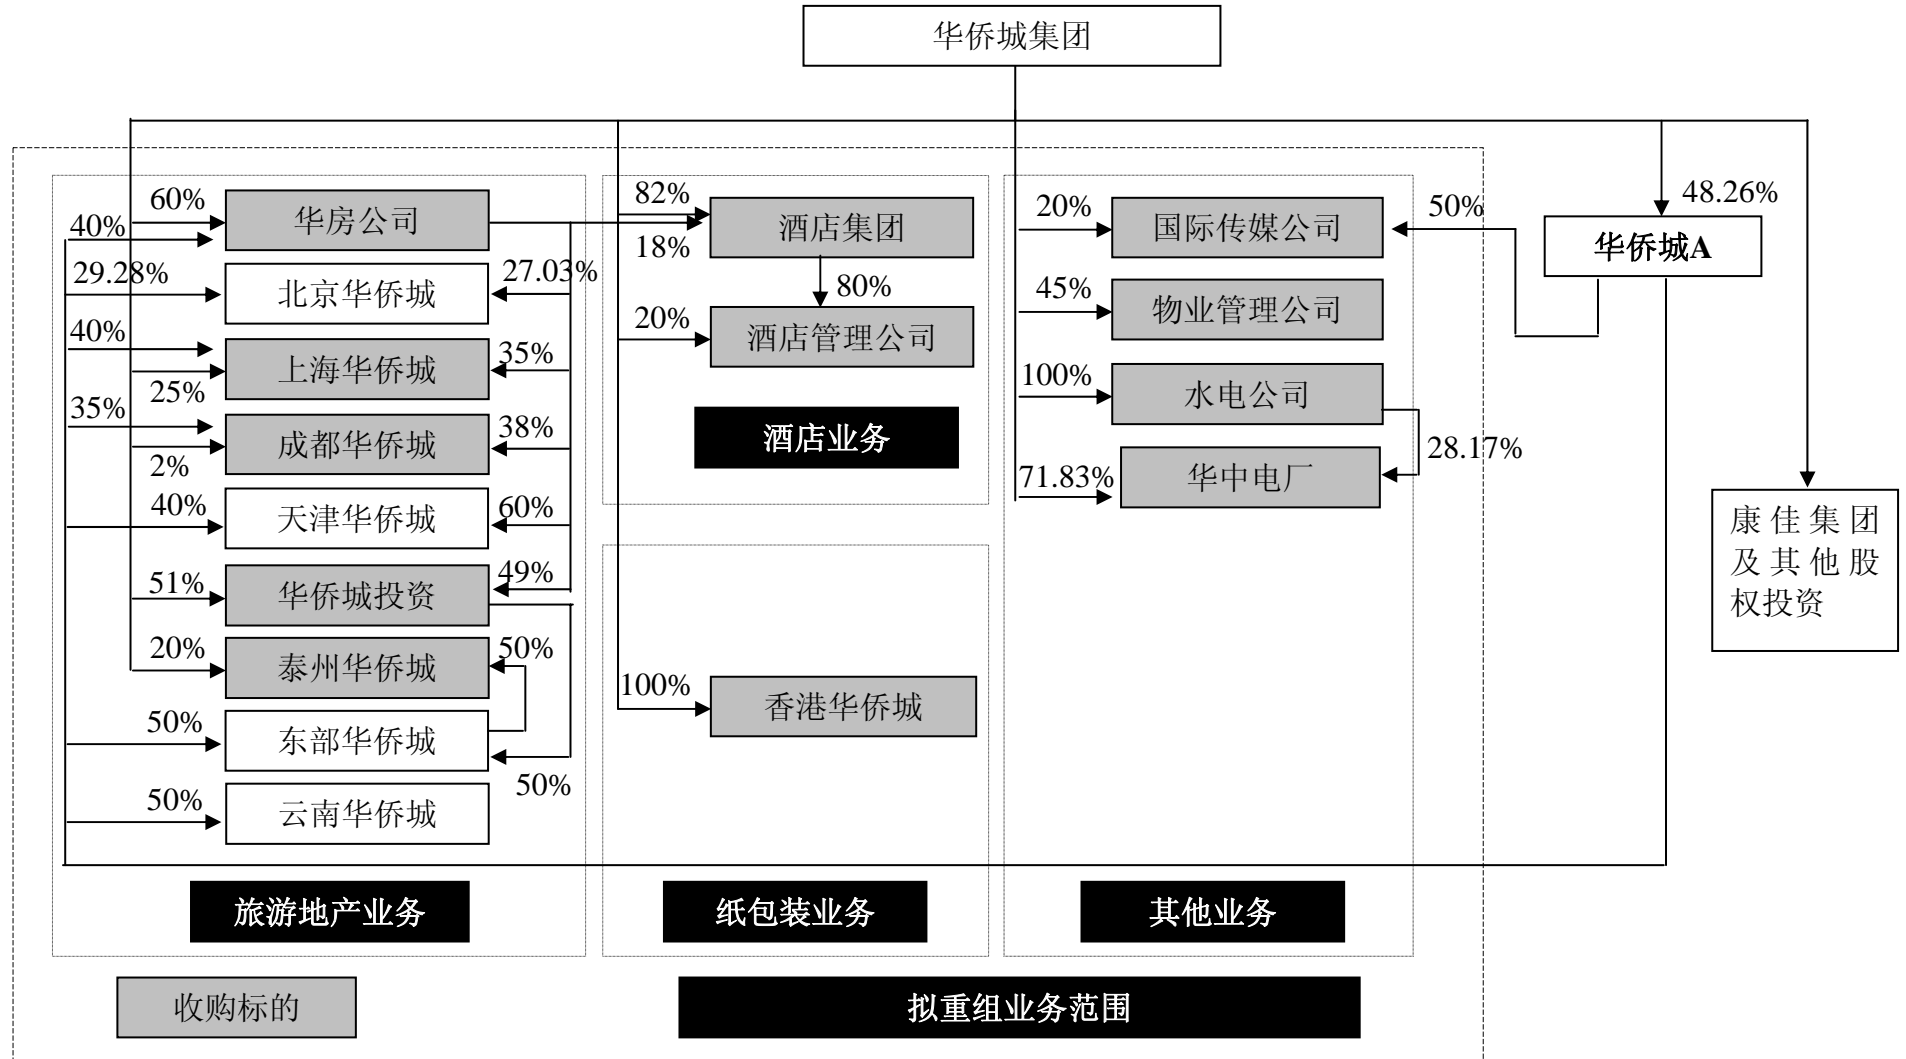 华侨城集团
48.26%
华侨城A
康佳集团
及其他股
权投资
60%
40%
华房公司
29.28%
27.03%
北京华侨城
40%
35%
上海华侨城
25%
35%
38%
成都华侨城
2%
40%
60%
天津华侨城
51%
49%
华侨城投资
20%
50%
泰州华侨城
50%
东部华侨城
50%
50%
云南华侨城
旅游地产业务
82%
18%
酒店集团
80%
20%
酒店管理公司
酒店业务
100%
香港华侨城
纸包装业务
20%
50%
国际传媒公司
45%
物业管理公司
100%
水电公司
28.17%
71.83%
华中电厂
其他业务
收购标的
拟重组业务范围